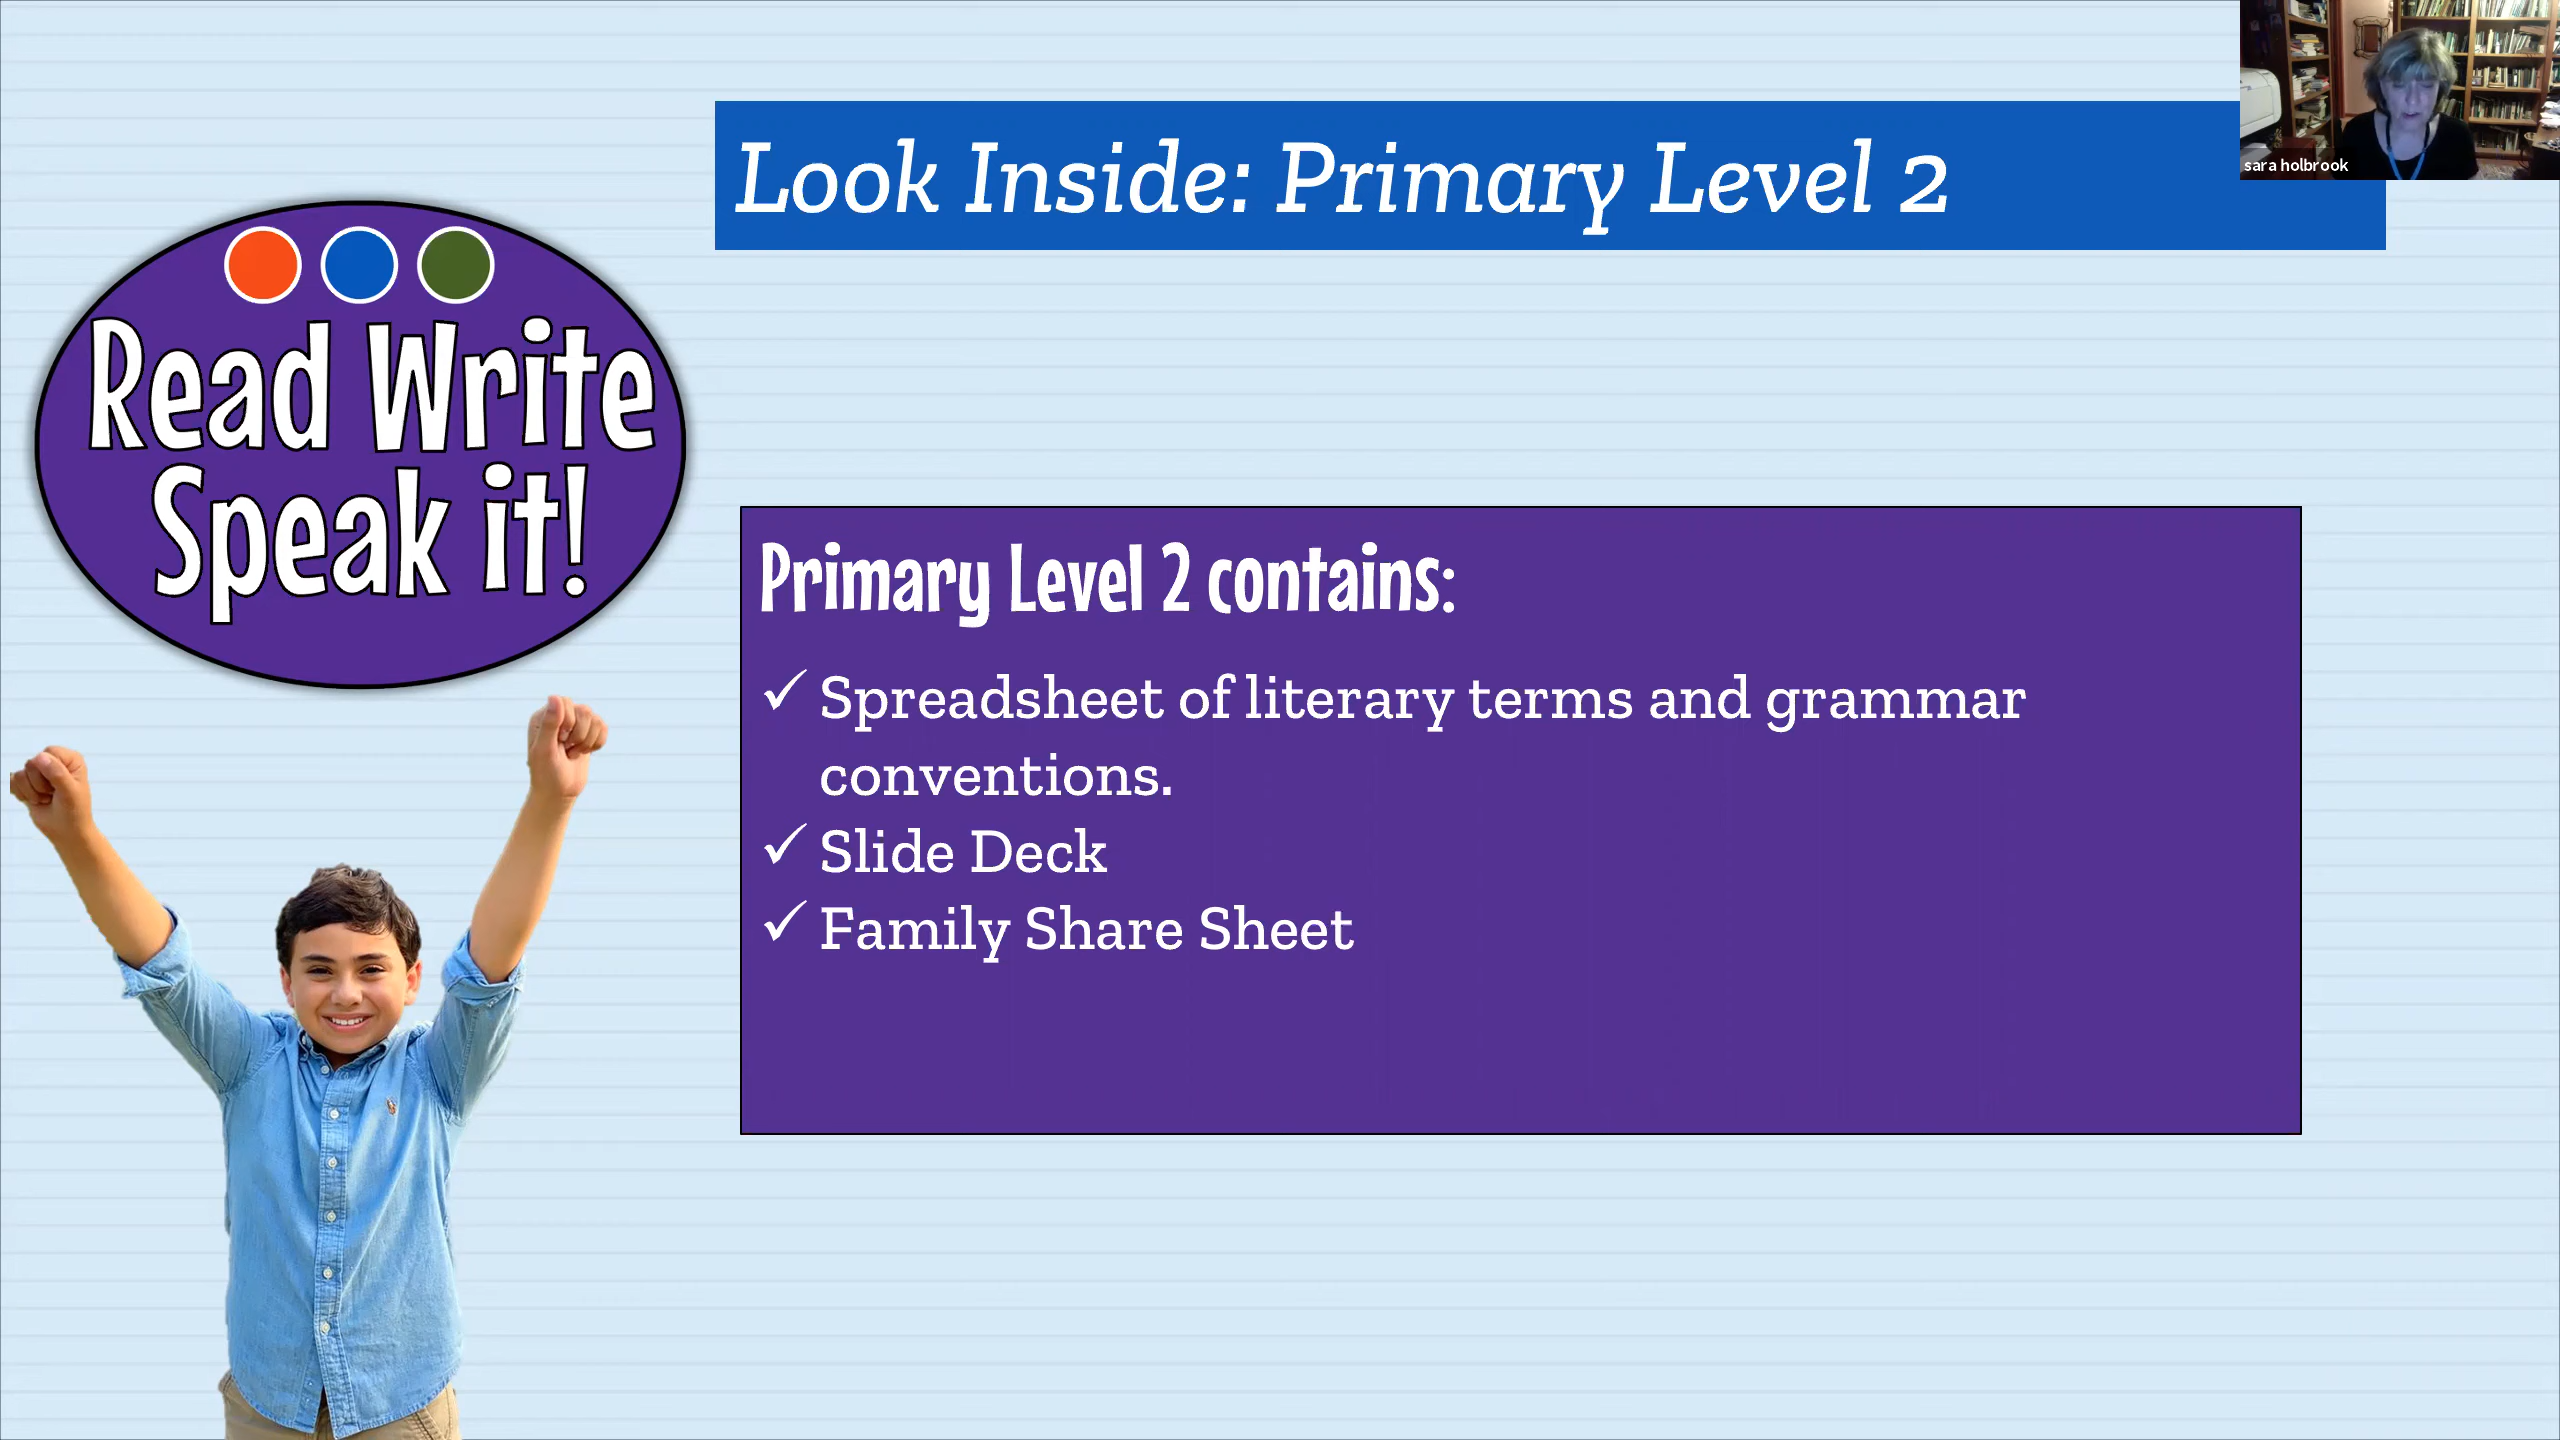 Look Inside: Primary Level 2
sara holbrook
Read Write
Speak it!
Primary Level 2 contains:
✓ Spreadsheet of literary terms and grammar
conventions.
✓ Slide Deck
✓ Family Share Sheet